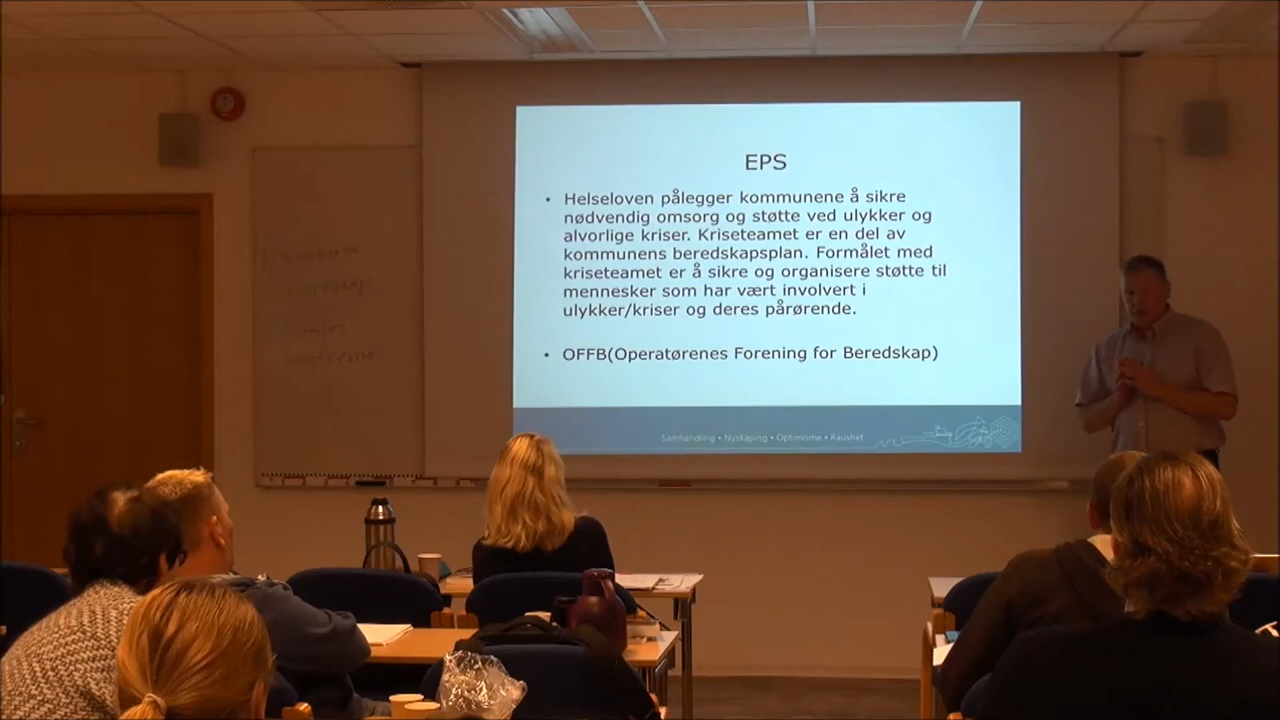 EPS
• Helseloven pålegger kommunene å sikre
nødvendig omsorg og støtte ved ulykker og
alvorlige kriser. Kriseteamet er en del av
kommunens beredskapsplan. Formålet med
kriseteamet er å sikre og organisere støtte til
mennesker som har vært involvert i
ulykker/kriser og deres pårørende.
• OFFB(Operatørenes Forening for Beredskap)
Samhandling • Nyskaping • Optimisme • Raushet